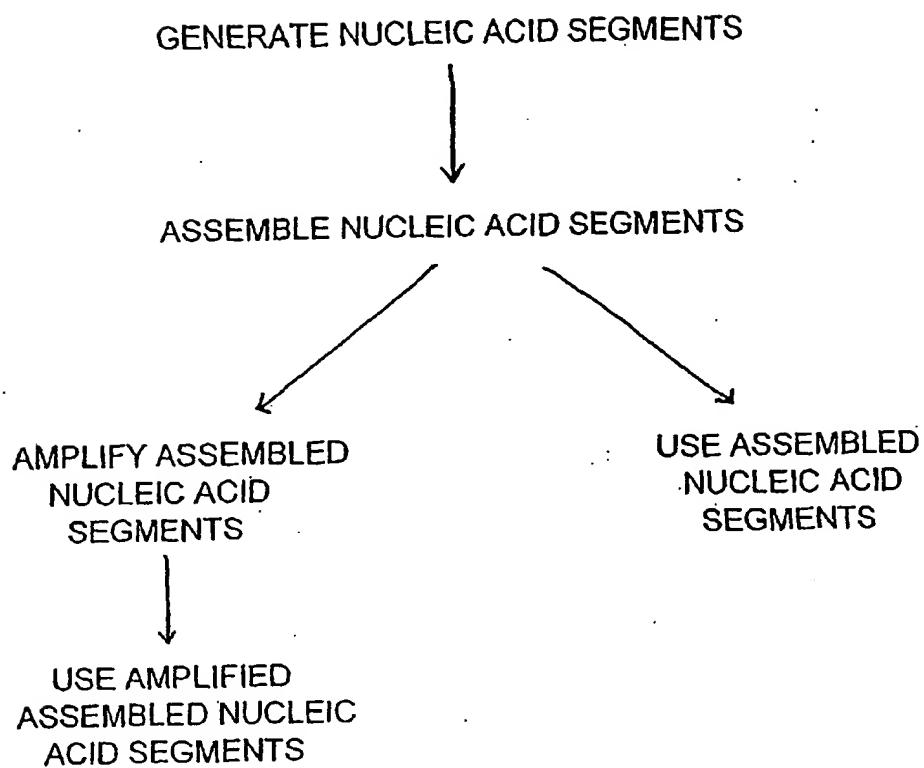 GENERATE NUCLEIC ACID SEGMENTS
ASSEMBLE NUCLEIC ACID SEGMENTS
AMPLIFY ASSEMBLED
NUCLEIC ACID
SEGMENTS
USE ASSEMBLED
NUCLEIC ACID
SEGMENTS
USE AMPLIFIED
ASSEMBLED NUCLEIC
ACID SEGMENTS